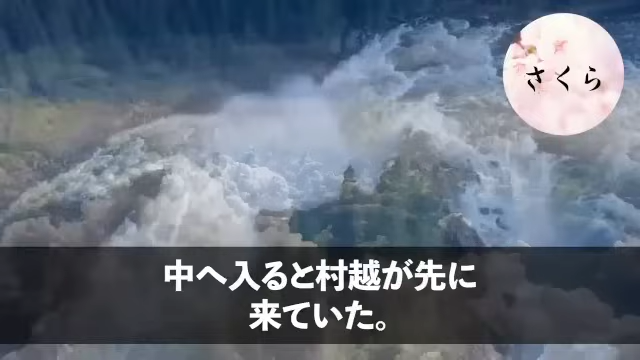 さくら
中へ入ると村越が先に
来ていた。